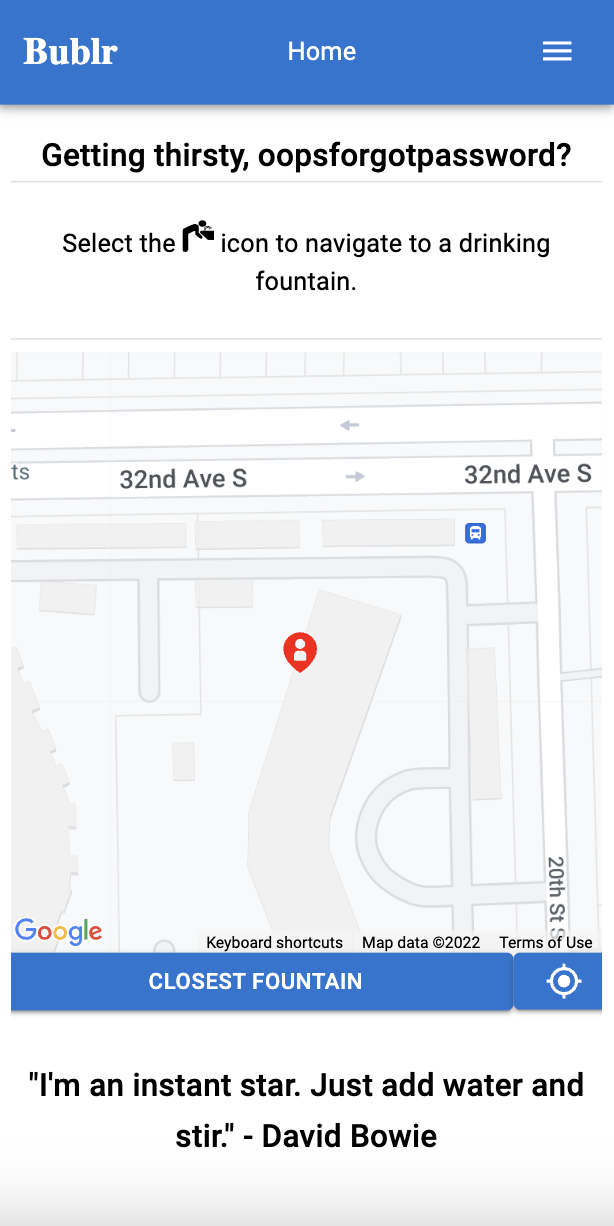 Bublr
Home
Getting thirsty, oopsforgotpassword?
Select the icon to navigate to a drinking
fountain.
ts
32nd Ave S
32nd Ave S
20th St S
Google
Keyboard shortcuts
Map data ©2022
Terms of Use
CLOSEST FOUNTAIN
"I'm an instant star. Just add water and
stir." - David Bowie